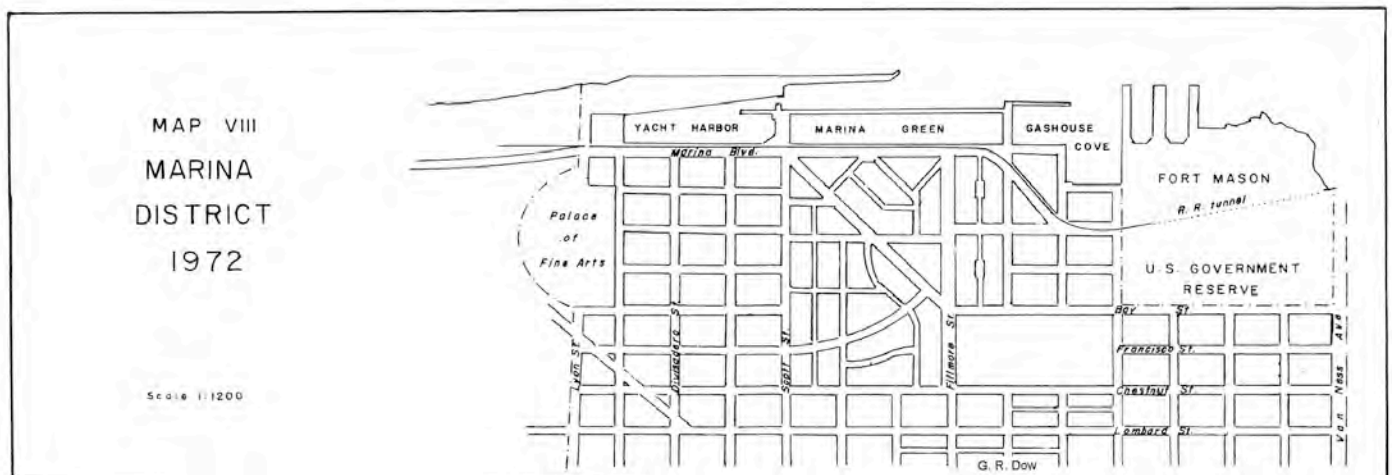 MAP VIII
MARINA
DISTRICT
1972
Scale 1:1200
YACHT HARBOR
MARINA GREEN
GASHOUSE
COVE
Marina Blvd.
FORT MASON
R. R. tunnel
Palace
of
Fine Arts
U.S. GOVERNMENT
RESERVE
Bay St.
Francisco St.
Chestnut St.
Lombard St.
Lyon St.
Divisadero St.
Scott St.
Fillmore St.
Van Ness Ave
G. R. Dow